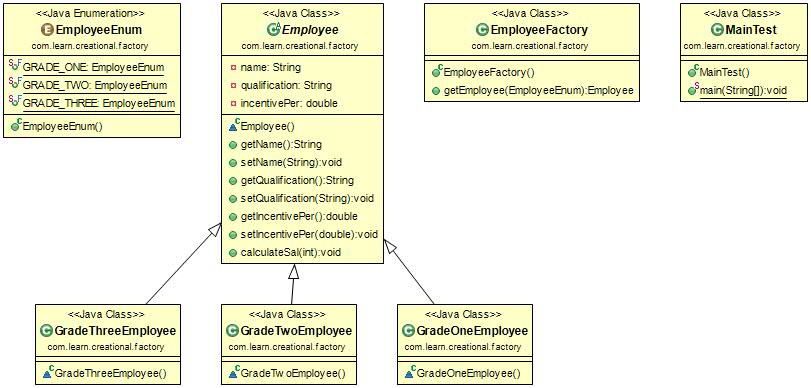 <<Java Enumeration>>
EmployeeEnum
com.learn.creational.factory
GRADE_ONE: EmployeeEnum
GRADE_TWO: EmployeeEnum
GRADE_THREE: EmployeeEnum
EmployeeEnum()
<<Java Class>>
Employee
com.learn.creational.factory
name: String
qualification: String
incentivePer: double
Employee()
getName():String
setName(String):void
getQualification():String
setQualification(String):void
getIncentivePer():double
setIncentivePer(double):void
calculateSal(int):void
<<Java Class>>
EmployeeFactory
com.learn.creational.factory
EmployeeFactory()
getEmployee(EmployeeEnum):Employee
<<Java Class>>
MainTest
com.learn.creational.factory
MainTest()
main(String[]):void
<<Java Class>>
GradeThreeEmployee
com.learn.creational.factory
GradeThreeEmployee()
<<Java Class>>
GradeTwoEmployee
com.learn.creational.factory
GradeTwoEmployee()
<<Java Class>>
GradeOneEmployee
com.learn.creational.factory
GradeOneEmployee()